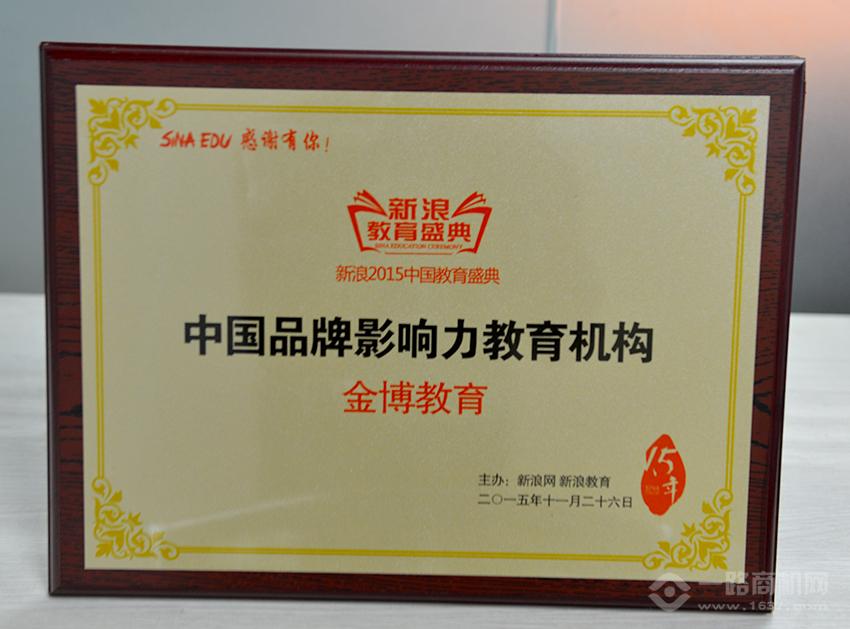 SINA EDU 感谢有你!
新浪
教育盛典
SINA EDUCATION CEREMONY
新浪2015中国教育盛典
中国品牌影响力教育机构
金博教育
15年
主办：新浪网 新浪教育
二〇一五年十一月二十六日
一路商机网
www.1637.com